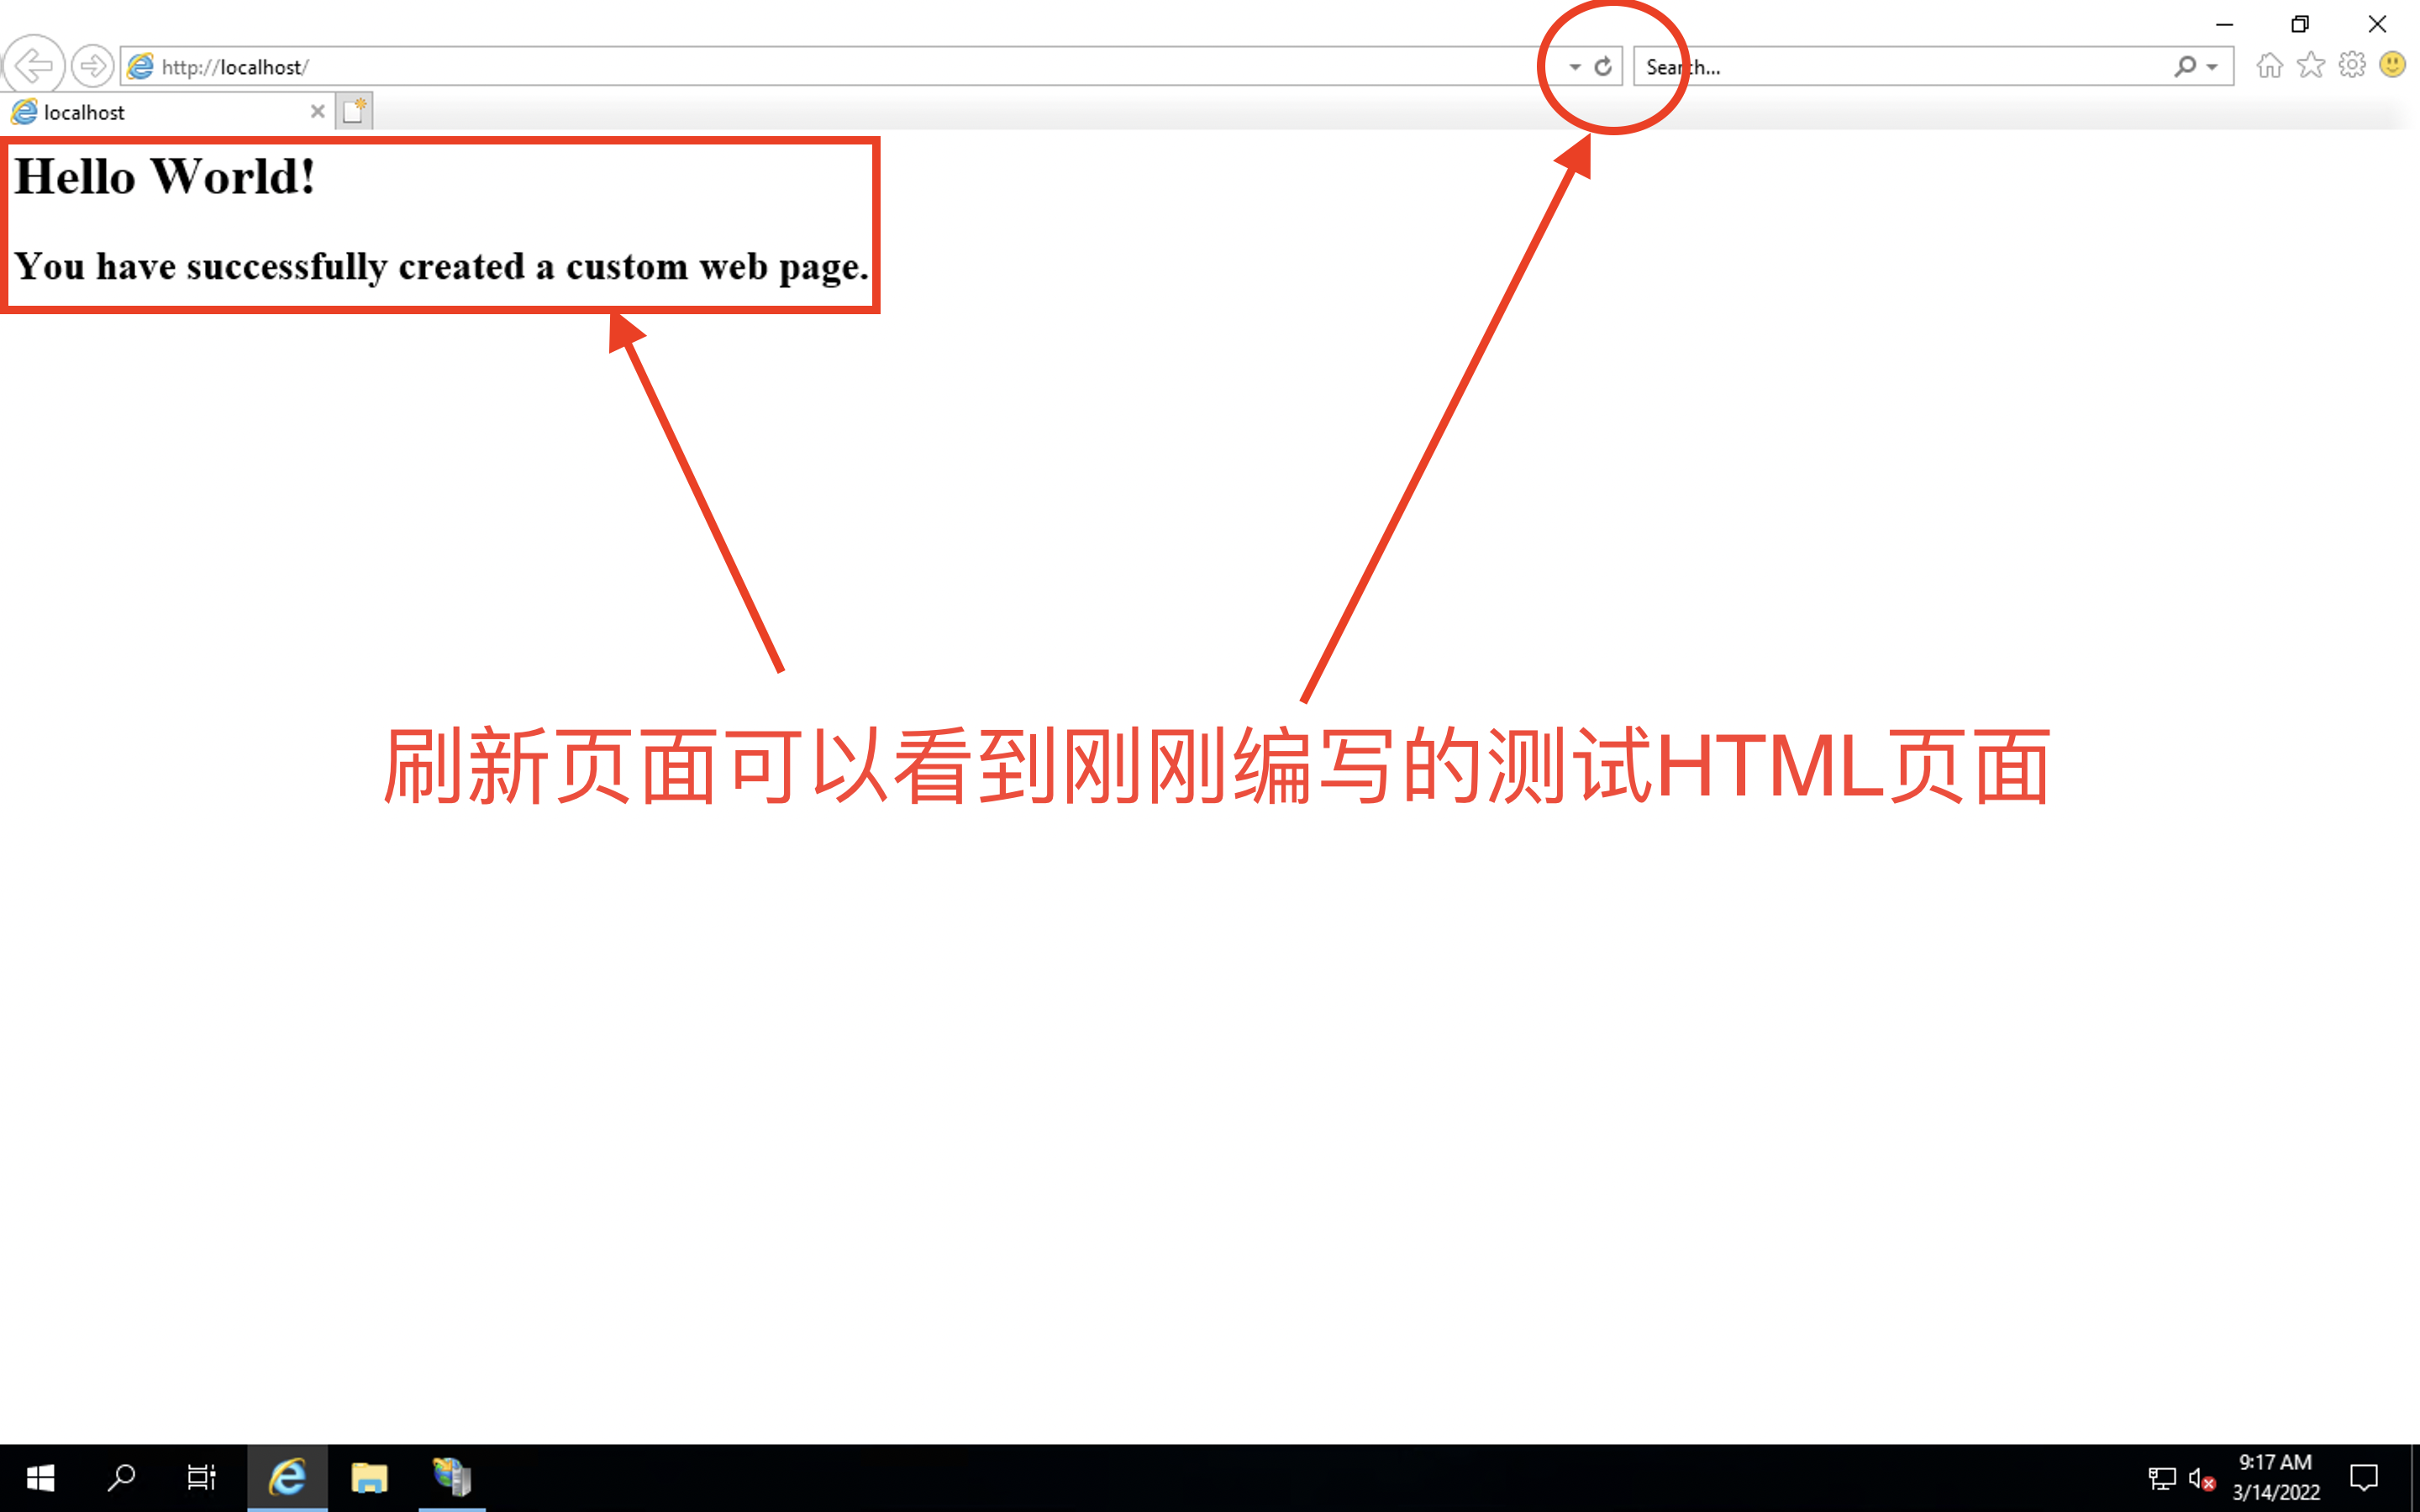 http://localhost/
Search...
localhost
Hello World!
You have successfully created a custom web page.
刷新页面可以看到刚刚编写的测试HTML页面
9:17 AM
3/14/2022